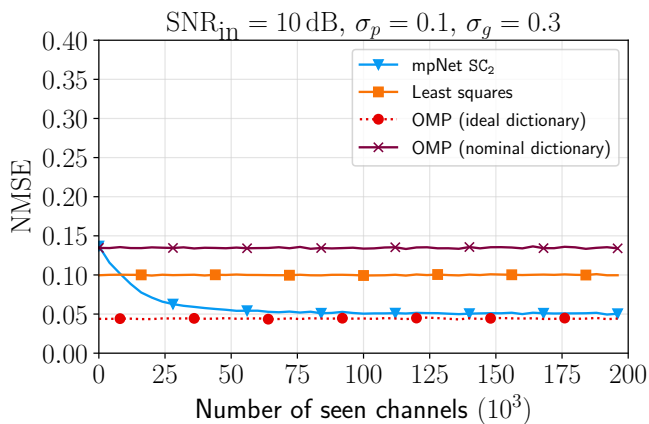 SNR_in = 10 dB, σ_p = 0.1, σ_g = 0.3
0.40
0.35
0.30
0.25
0.20
0.15
0.10
0.05
0.00
NMSE
mpNet SC₂
Least squares
OMP (ideal dictionary)
OMP (nominal dictionary)
0 25 50 75 100 125 150 175 200
Number of seen channels (10³)